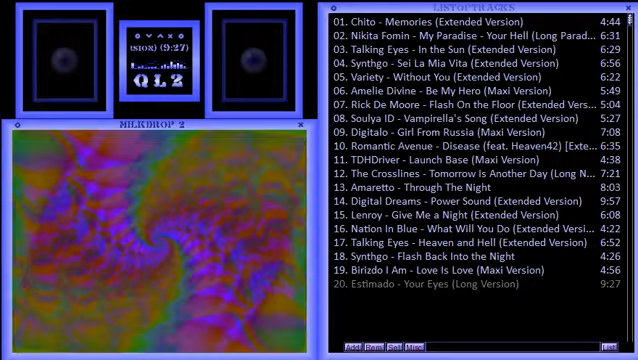 (SION) (9:27)
QL2
MILKDROP 2
LIST OF TRACKS
01. Chito - Memories (Extended Version) 4:44
02. Nikita Fomin - My Paradise - Your Hell (Long Parad... 6:31
03. Talking Eyes - In the Sun (Extended Version) 6:29
04. Synthgo - Sei La Mia Vita (Extended Version) 6:56
05. Variety - Without You (Extended Version) 6:22
06. Amelie Divine - Be My Hero (Maxi Version) 5:49
07. Rick De Moore - Flash On the Floor (Extended Vers... 5:04
08. Soulya ID - Vampirella's Song (Extended Version) 5:27
09. Digitalo - Girl From Russia (Maxi Version) 7:08
10. Romantic Avenue - Disease (feat. Heaven42) [Exte... 6:35
11. TDHDriver - Launch Base (Maxi Version) 4:38
12. The Crosslines - Tomorrow Is Another Day (Long N... 7:21
13. Amaretto - Through The Night 8:03
14. Digital Dreams - Power Sound (Extended Version) 9:57
15. Lenroy - Give Me a Night (Extended Version) 6:08
16. Nation In Blue - What Will You Do (Extended Versi... 4:22
17. Talking Eyes - Heaven and Hell (Extended Version) 6:52
18. Synthgo - Flash Back Into the Night 4:26
19. Birizdo I Am - Love Is Love (Maxi Version) 4:56
20. Estimado - Your Eyes (Long Version) 9:27
Add Rem Sel Misc List